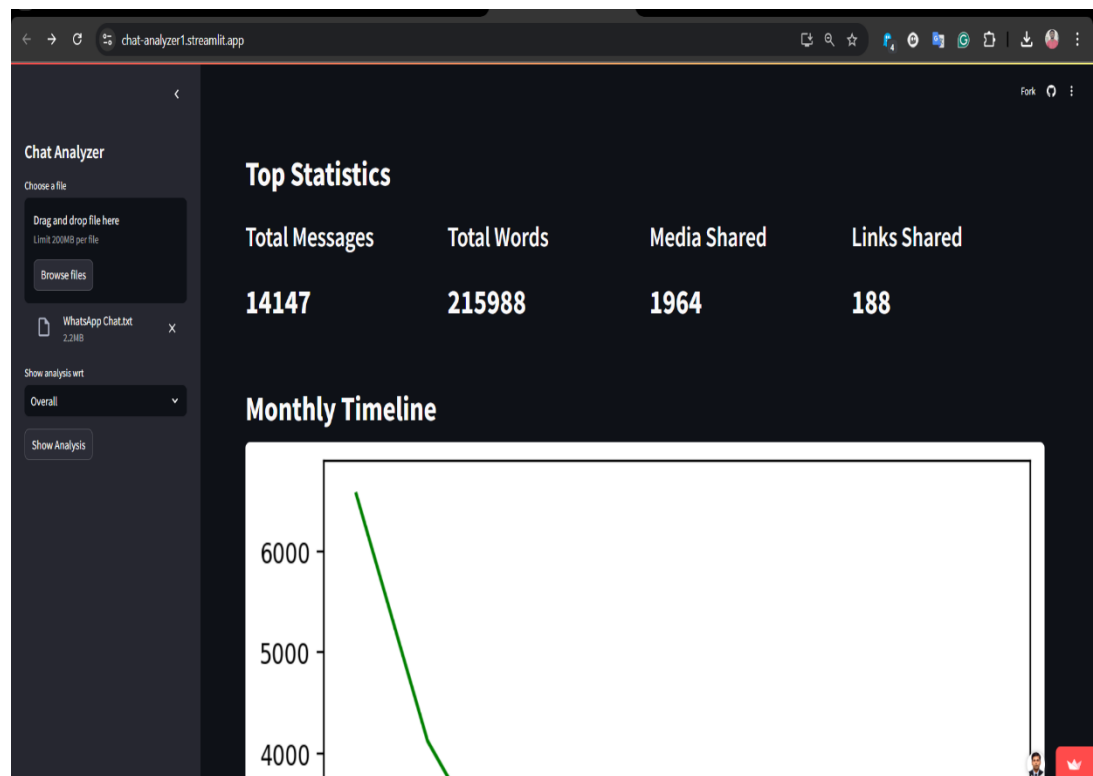 chat-analyzer1.streamlit.app
4
G
Fork
Chat Analyzer
Choose a file
Drag and drop file here
Limit 200MB per file
Browse files
WhatsApp Chat.txt
2.2MB
Show analysis wrt
Overall
Show Analysis
Top Statistics
Total Messages Total Words Media Shared Links Shared
14147 215988 1964 188
Monthly Timeline
6000
5000
4000